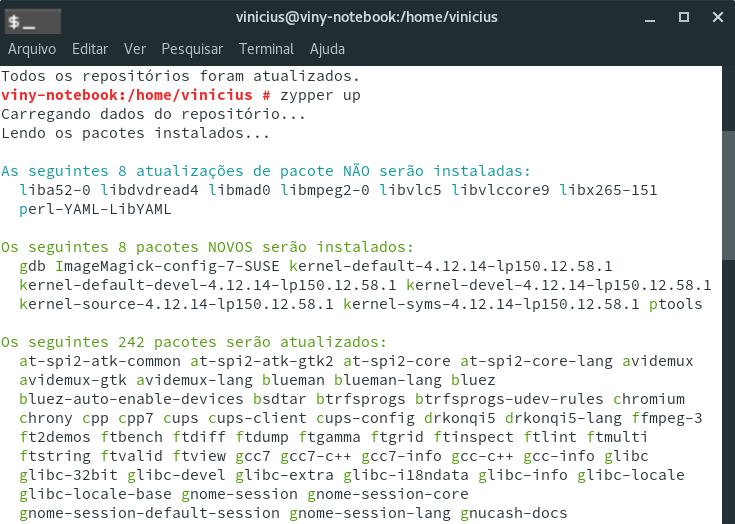 $_
vinicius@viny-notebook:/home/vinicius
Arquivo Editar Ver Pesquisar Terminal Ajuda
Todos os repositórios foram atualizados.
viny-notebook:/home/vinicius # zypper up
Carregando dados do repositório...
Lendo os pacotes instalados...
As seguintes 8 atualizações de pacote NÃO serão instaladas:
liba52-0 libdvdread4 libmad0 libmpeg2-0 libvlc5 libvlccore9 libx265-151
perl-YAML-LibYAML
Os seguintes 8 pacotes NOVOS serão instalados:
gdb ImageMagick-config-7-SUSE kernel-default-4.12.14-lp150.12.58.1
kernel-default-devel-4.12.14-lp150.12.58.1 kernel-devel-4.12.14-lp150.12.58.1
kernel-source-4.12.14-lp150.12.58.1 kernel-syms-4.12.14-lp150.12.58.1 ptools
Os seguintes 242 pacotes serão atualizados:
at-spi2-atk-common at-spi2-atk-gtk2 at-spi2-core at-spi2-core-lang avidemux
avidemux-gtk avidemux-lang blueman blueman-lang bluez
bluez-auto-enable-devices bsdtar btrfsprogs btrfsprogs-udev-rules chromium
chrony cpp cpp7 cups cups-client cups-config drkonqi5 drkonqi5-lang ffmpeg-3
ft2demos ftbench ftdiff ftdump ftgamma ftgrid ftinspect ftlint ftmulti
ftstring ftvalid ftview gcc7 gcc7-c++ gcc7-info gcc-c++ gcc-info glibc
glibc-32bit glibc-devel glibc-extra glibc-i18ndata glibc-info glibc-locale
glibc-locale-base gnome-session gnome-session-core
gnome-session-default-session gnome-session-lang gnucash-docs